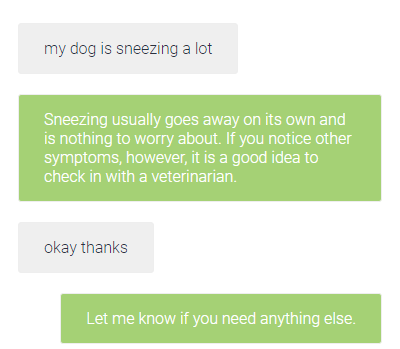 my dog is sneezing a lot
Sneezing usually goes away on its own and
is nothing to worry about. If you notice other
symptoms, however, it is a good idea to
check in with a veterinarian.
okay thanks
Let me know if you need anything else.